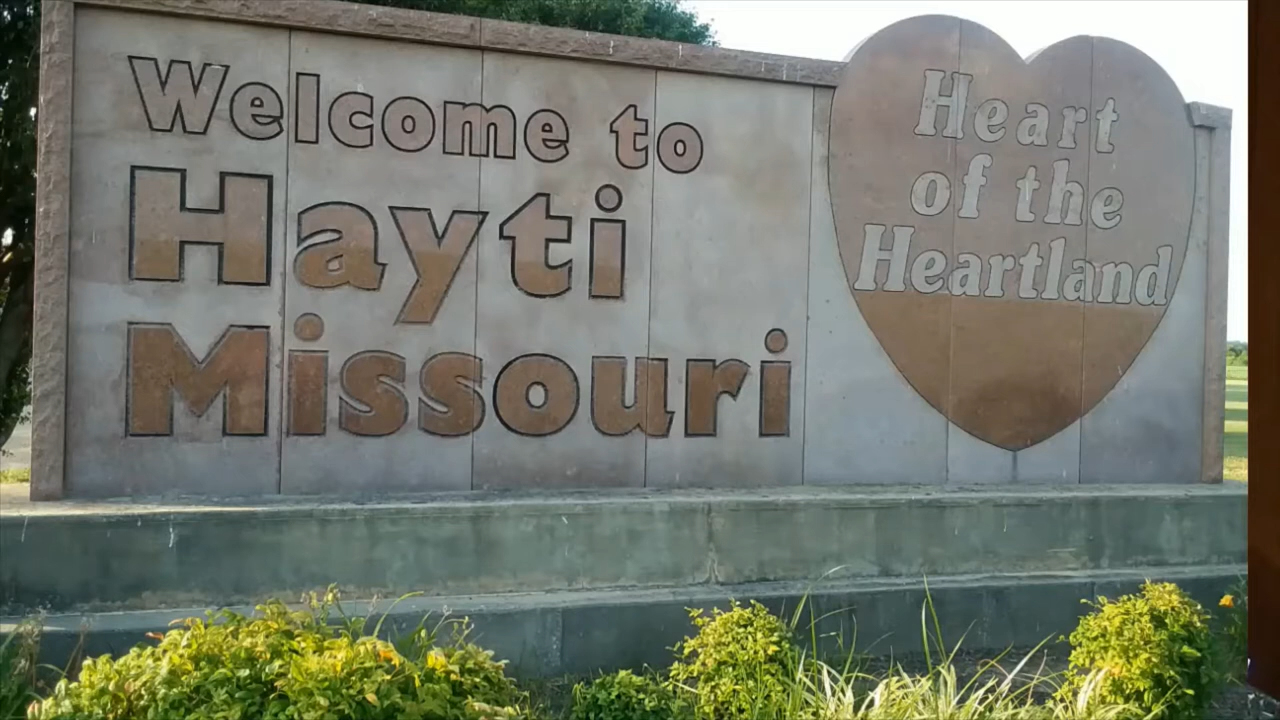 Welcome to
Hayti
Missouri
Heart
of the
Heartland